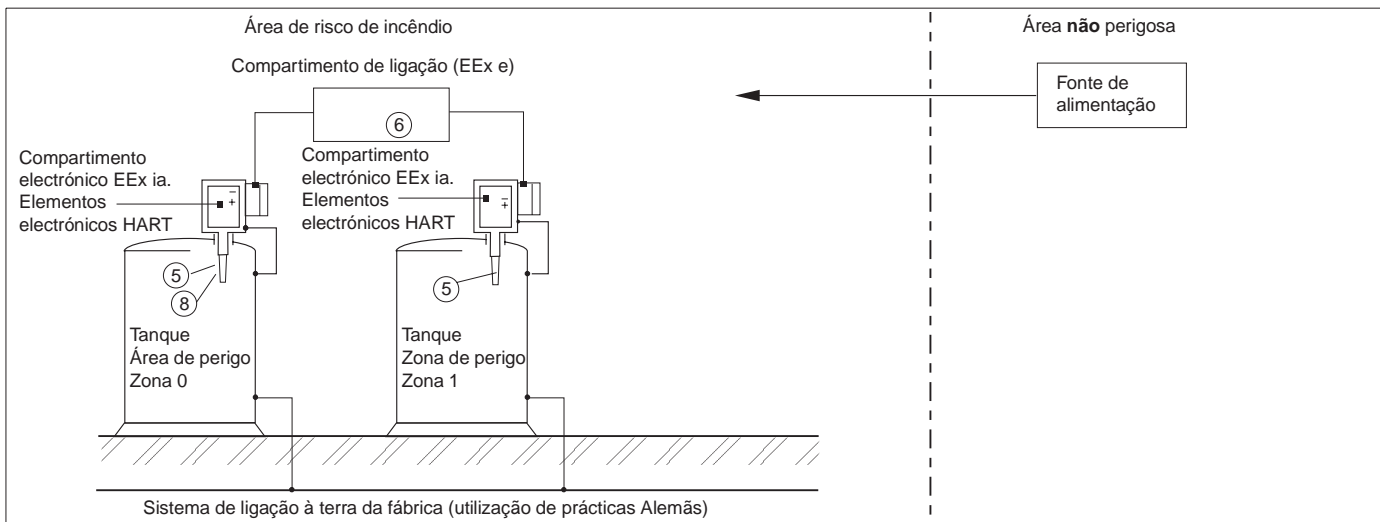 Área de risco de incêndio
Área não perigosa
Compartimento de ligação (EEx e)
Fonte de
alimentação
6
Compartimento
electrónico EEx ia.
Elementos
electrónicos HART
Compartimento
electrónico EEx ia.
Elementos
electrónicos HART
− +
− +
5
8
5
Tanque
Área de perigo
Zona 0
Tanque
Zona de perigo
Zona 1
Sistema de ligação à terra da fábrica (utilização de prácticas Alemãs)